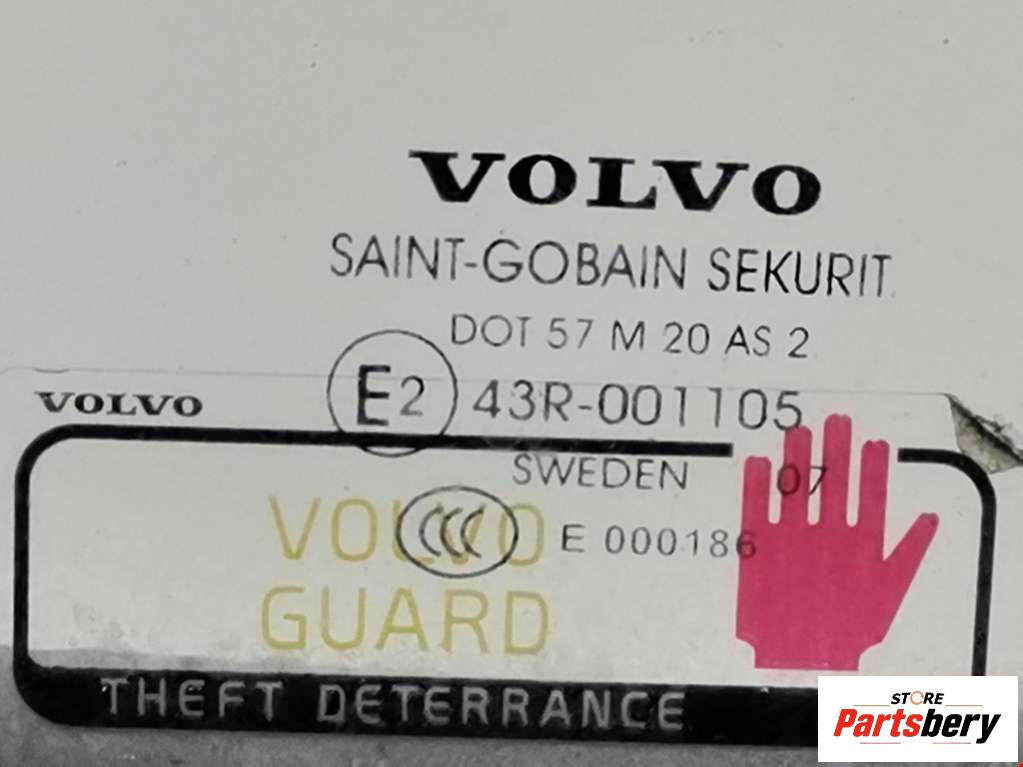 VOLVO
SAINT-GOBAIN SEKURIT
DOT 57 M 20 AS 2
E2 43R-001105
VOLVO
SWEDEN 07
CCC E 000186
VOLVO
GUARD
THEFT DETERRANCE
STORE
Partsbery